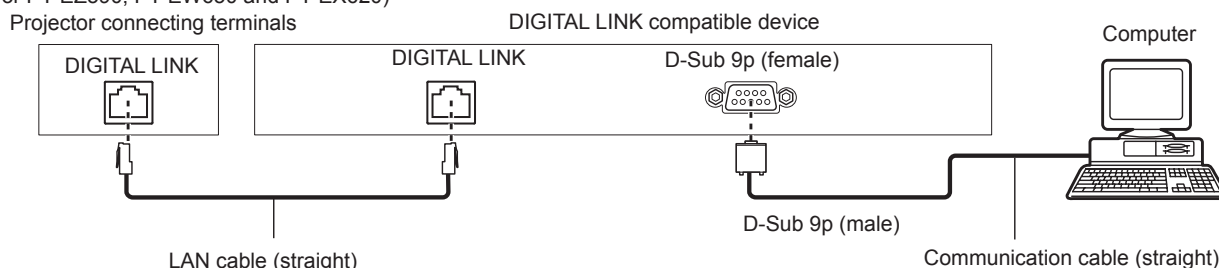 Projector connecting terminals
DIGITAL LINK compatible device
Computer
DIGITAL LINK
DIGITAL LINK
D-Sub 9p (female)
D-Sub 9p (male)
LAN cable (straight)
Communication cable (straight)